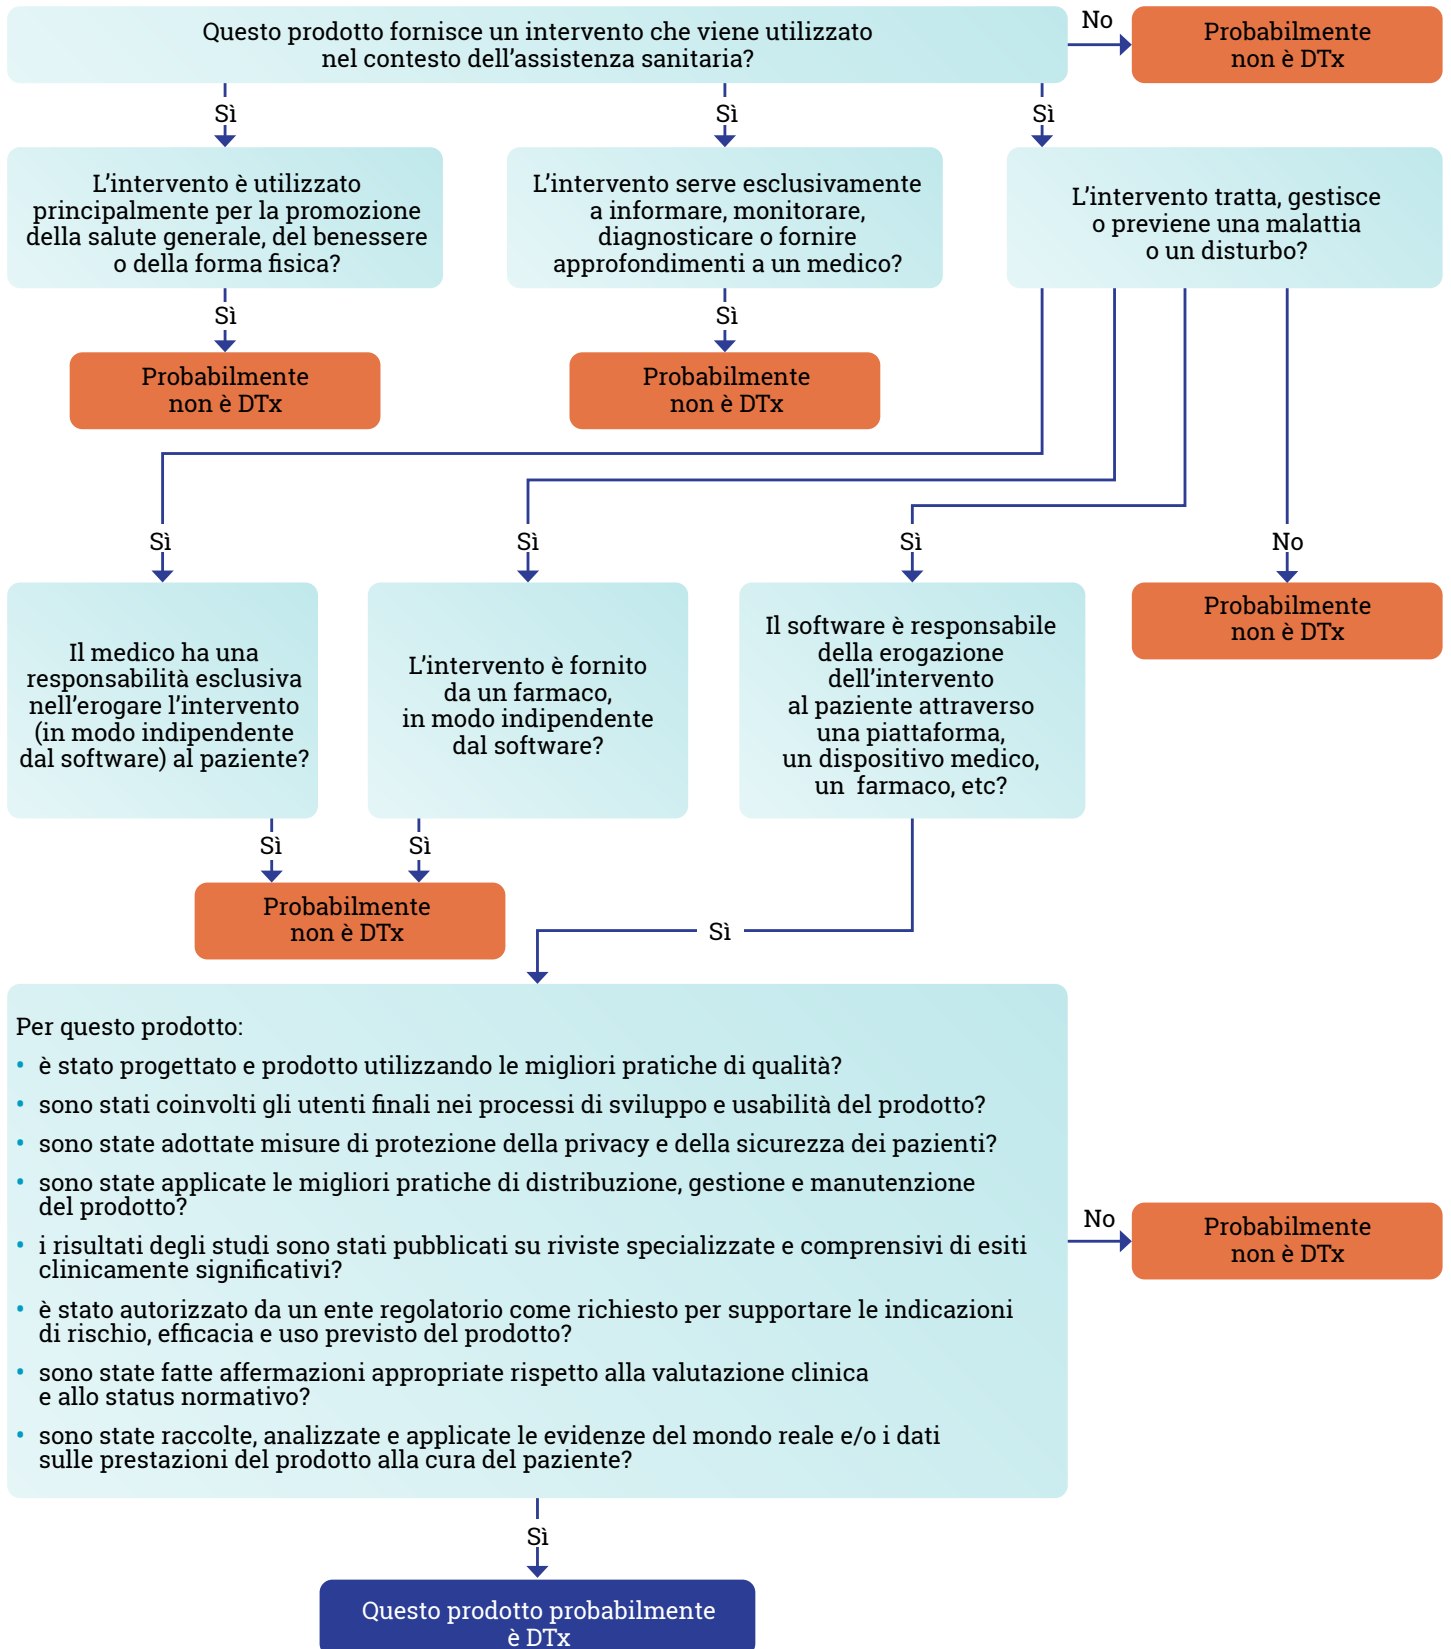 Questo prodotto fornisce un intervento che viene utilizzato
nel contesto dell'assistenza sanitaria?
No
Probabilmente
non è DTx
Sì
Sì
Sì
L'intervento è utilizzato
principalmente per la promozione
della salute generale, del benessere
o della forma fisica?
L'intervento serve esclusivamente
a informare, monitorare,
diagnosticare o fornire
approfondimenti a un medico?
L'intervento tratta, gestisce
o previene una malattia
o un disturbo?
Sì
Sì
Probabilmente
non è DTx
Probabilmente
non è DTx
Sì
Sì
Sì
No
Il medico ha una
responsabilità esclusiva
nell'erogare l'intervento
(in modo indipendente
dal software) al paziente?
L'intervento è fornito
da un farmaco,
in modo indipendente
dal software?
Il software è responsabile
della erogazione
dell'intervento
al paziente attraverso
una piattaforma,
un dispositivo medico,
un farmaco, etc?
Probabilmente
non è DTx
Sì
Sì
Probabilmente
non è DTx
Sì
Per questo prodotto:
• è stato progettato e prodotto utilizzando le migliori pratiche di qualità?
• sono stati coinvolti gli utenti finali nei processi di sviluppo e usabilità del prodotto?
• sono state adottate misure di protezione della privacy e della sicurezza dei pazienti?
• sono state applicate le migliori pratiche di distribuzione, gestione e manutenzione
del prodotto?
• i risultati degli studi sono stati pubblicati su riviste specializzate e comprensivi di esiti
clinicamente significativi?
• è stato autorizzato da un ente regolatorio come richiesto per supportare le indicazioni
di rischio, efficacia e uso previsto del prodotto?
• sono state fatte affermazioni appropriate rispetto alla valutazione clinica
e allo status normativo?
• sono state raccolte, analizzate e applicate le evidenze del mondo reale e/o i dati
sulle prestazioni del prodotto alla cura del paziente?
No
Probabilmente
non è DTx
Sì
Questo prodotto probabilmente
è DTx